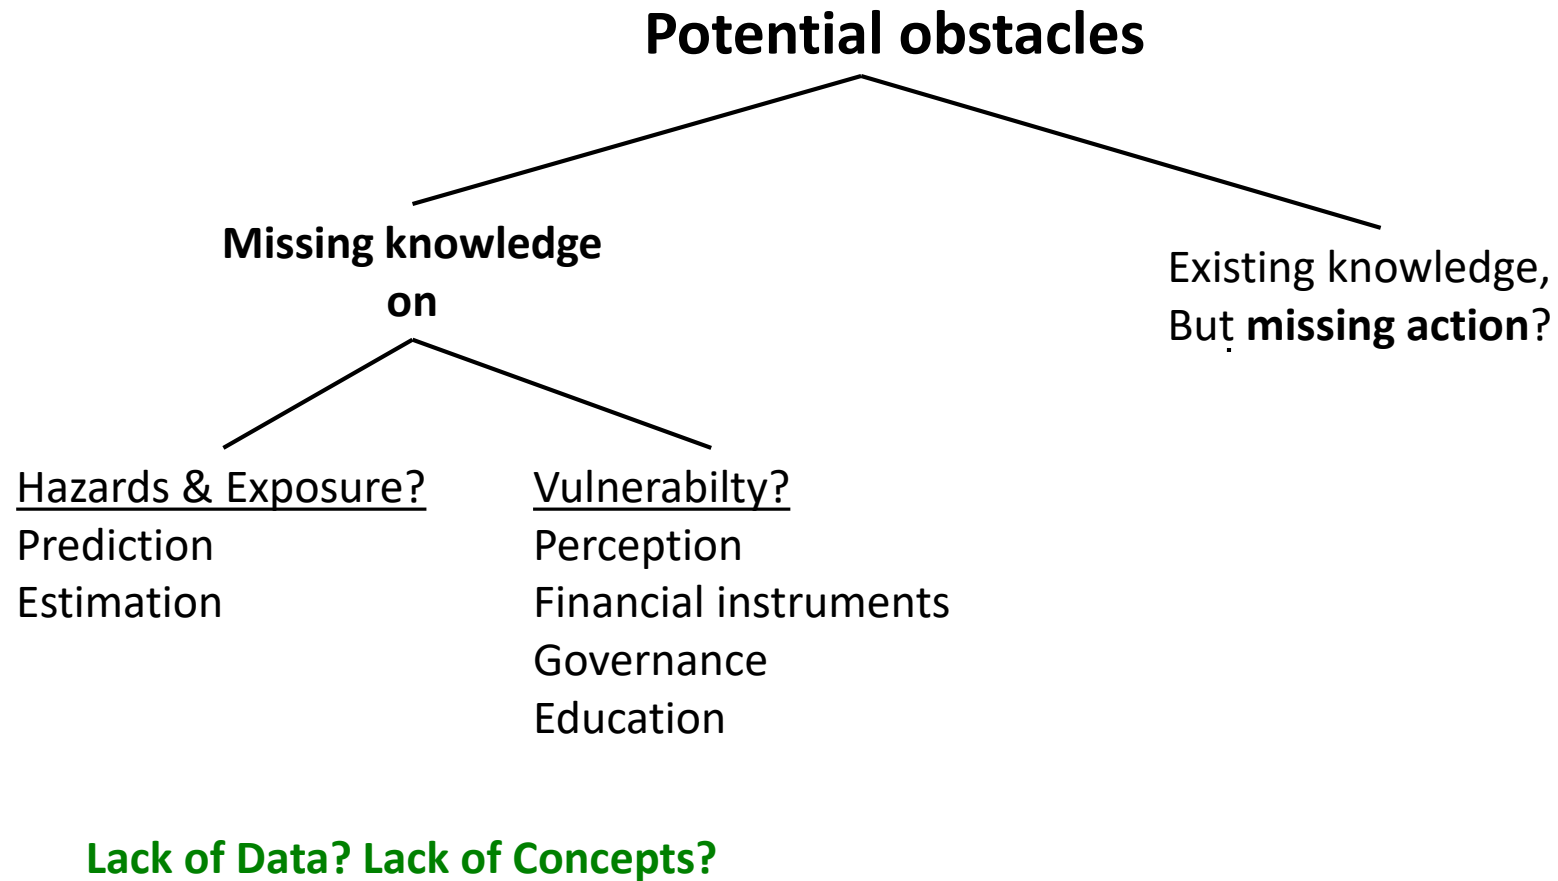 Potential obstacles
Missing knowledge
on
Existing knowledge,
But missing action?
Hazards & Exposure?
Prediction
Estimation
Vulnerabilty?
Perception
Financial instruments
Governance
Education
Lack of Data? Lack of Concepts?